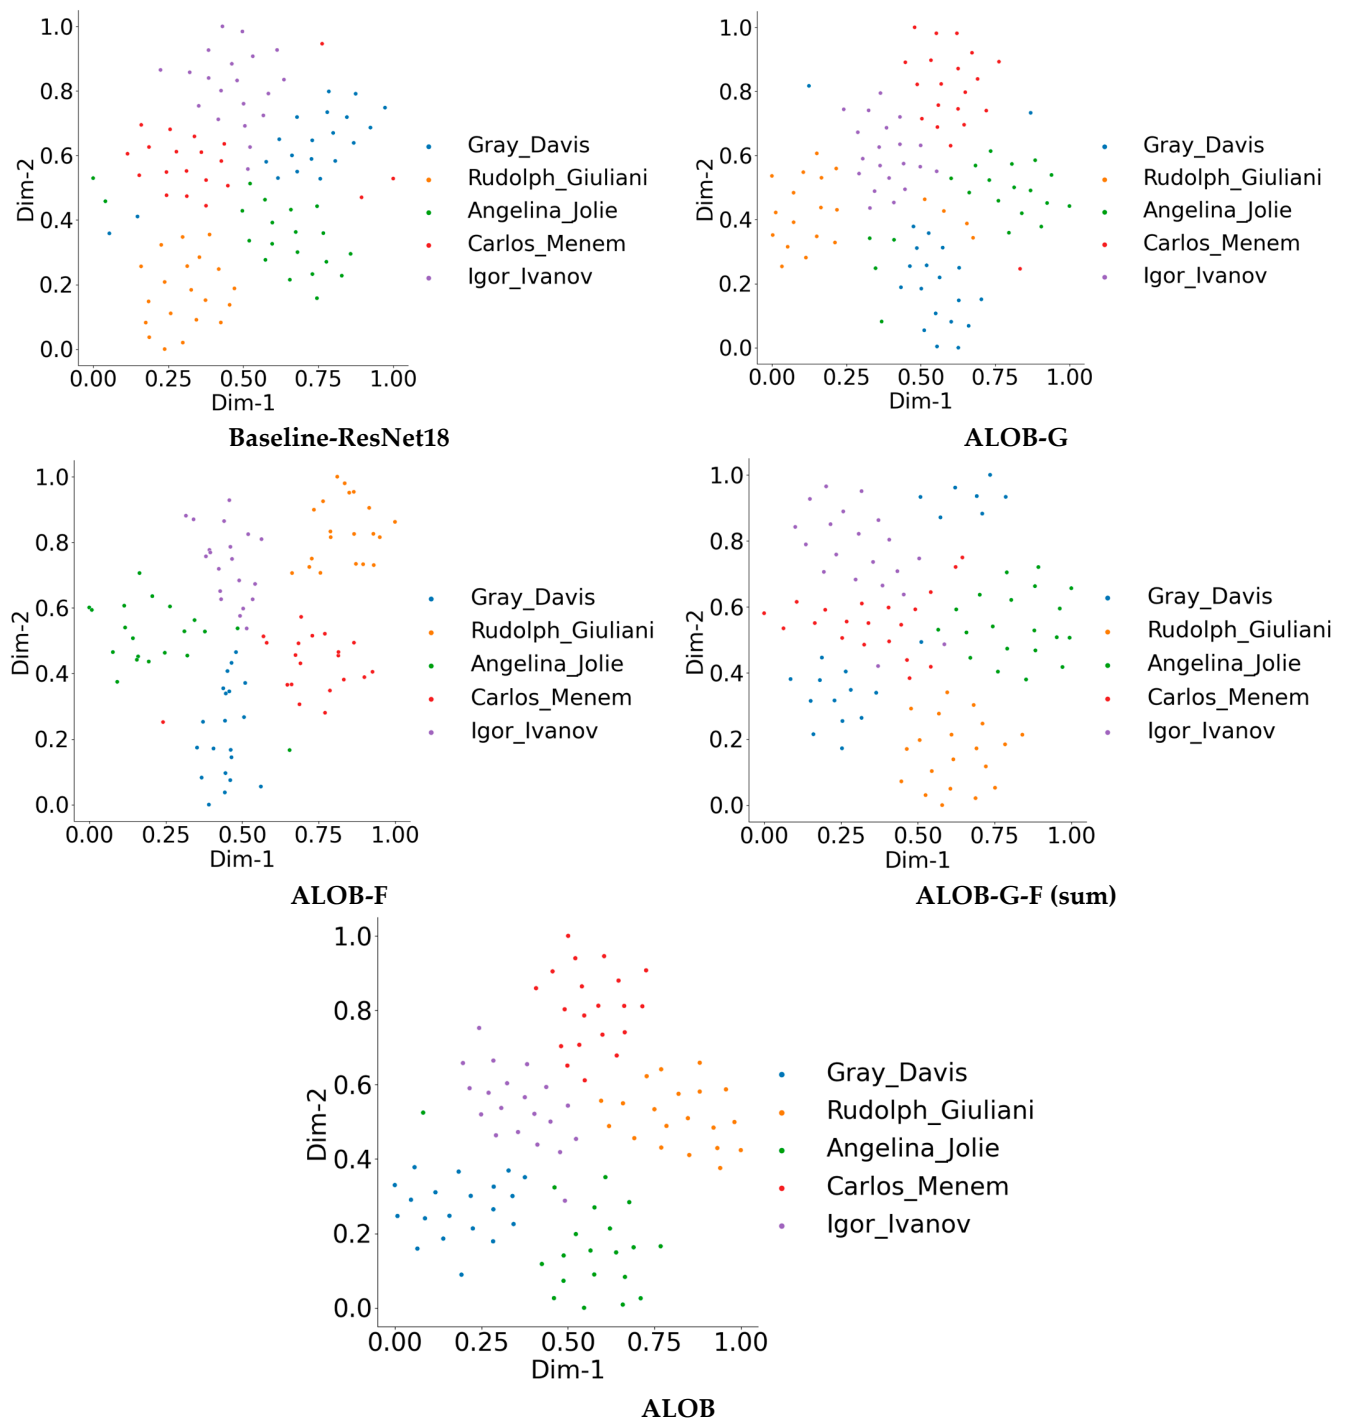 1.0
0.8
0.6
0.4
0.2
0.0
Dim-2
0.00 0.25 0.50 0.75 1.00
Dim-1
Gray_Davis
Rudolph_Giuliani
Angelina_Jolie
Carlos_Menem
Igor_Ivanov
Baseline-ResNet18
1.0
0.8
0.6
0.4
0.2
0.0
Dim-2
0.00 0.25 0.50 0.75 1.00
Dim-1
Gray_Davis
Rudolph_Giuliani
Angelina_Jolie
Carlos_Menem
Igor_Ivanov
ALOB-G
1.0
0.8
0.6
0.4
0.2
0.0
Dim-2
0.00 0.25 0.50 0.75 1.00
Dim-1
Gray_Davis
Rudolph_Giuliani
Angelina_Jolie
Carlos_Menem
Igor_Ivanov
ALOB-F
1.0
0.8
0.6
0.4
0.2
0.0
Dim-2
0.00 0.25 0.50 0.75 1.00
Dim-1
Gray_Davis
Rudolph_Giuliani
Angelina_Jolie
Carlos_Menem
Igor_Ivanov
ALOB-G-F (sum)
1.0
0.8
0.6
0.4
0.2
0.0
Dim-2
0.00 0.25 0.50 0.75 1.00
Dim-1
Gray_Davis
Rudolph_Giuliani
Angelina_Jolie
Carlos_Menem
Igor_Ivanov
ALOB